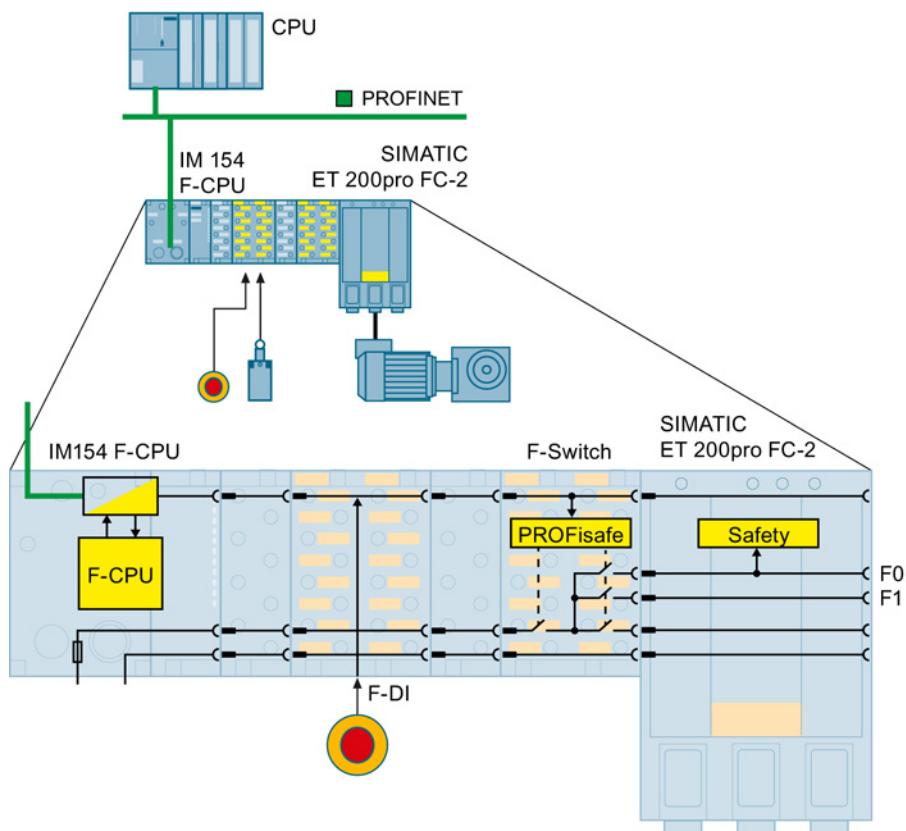 CPU
PROFINET
IM 154
F-CPU
SIMATIC
ET 200pro FC-2
IM154 F-CPU
F-Switch
SIMATIC
ET 200pro FC-2
PROFIsafe
Safety
F-CPU
F0
F1
F-DI